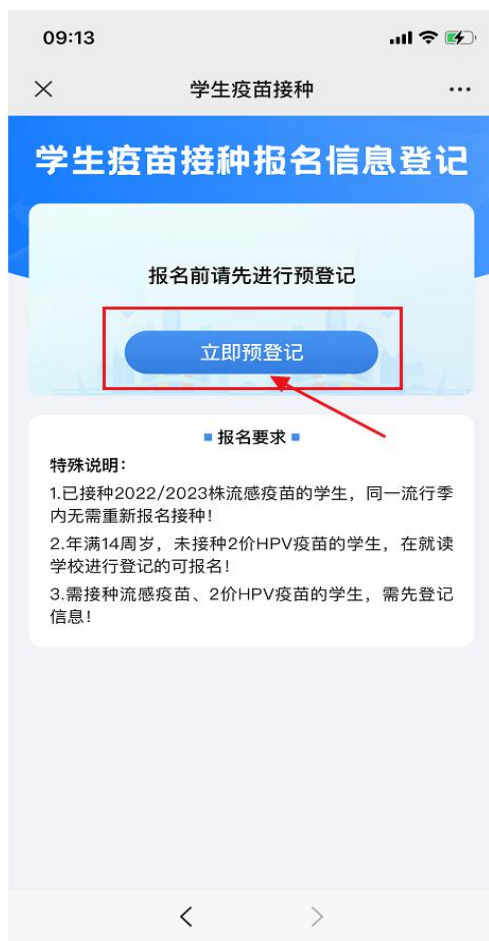 09:13
学生疫苗接种
学生疫苗接种报名信息登记
报名前请先进行预登记
立即预登记
报名要求
特殊说明：
1.已接种2022/2023株流感疫苗的学生，同一流行季
内无需重新报名接种！
2.年满14周岁，未接种2价HPV疫苗的学生，在就读
学校进行登记的可报名！
3.需接种流感疫苗、2价HPV疫苗的学生，需先登记
信息！